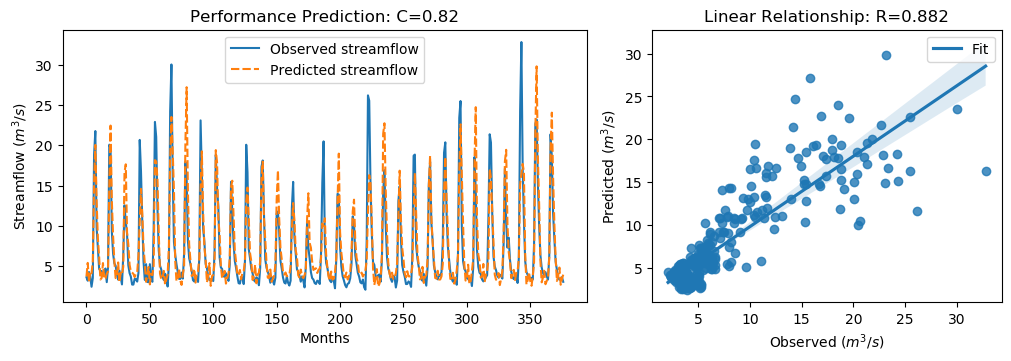 Performance Prediction: C=0.82
Streamflow (m³/s)
30
25
20
15
10
5
Observed streamflow
Predicted streamflow
0 50 100 150 200 250 300 350
Months
Linear Relationship: R=0.882
Predicted (m³/s)
30
25
20
15
10
5
Fit
5 10 15 20 25 30
Observed (m³/s)